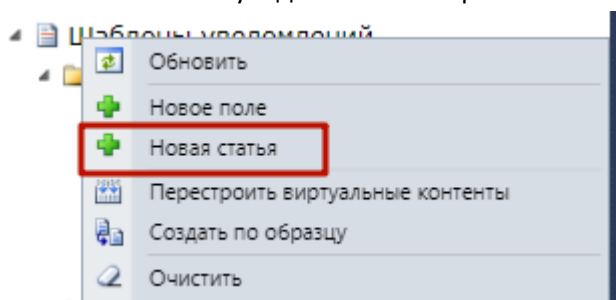 Шаблоны уведомлений
Обновить
Новое поле
Новая статья
Перестроить виртуальные контенты
Создать по образцу
Очистить